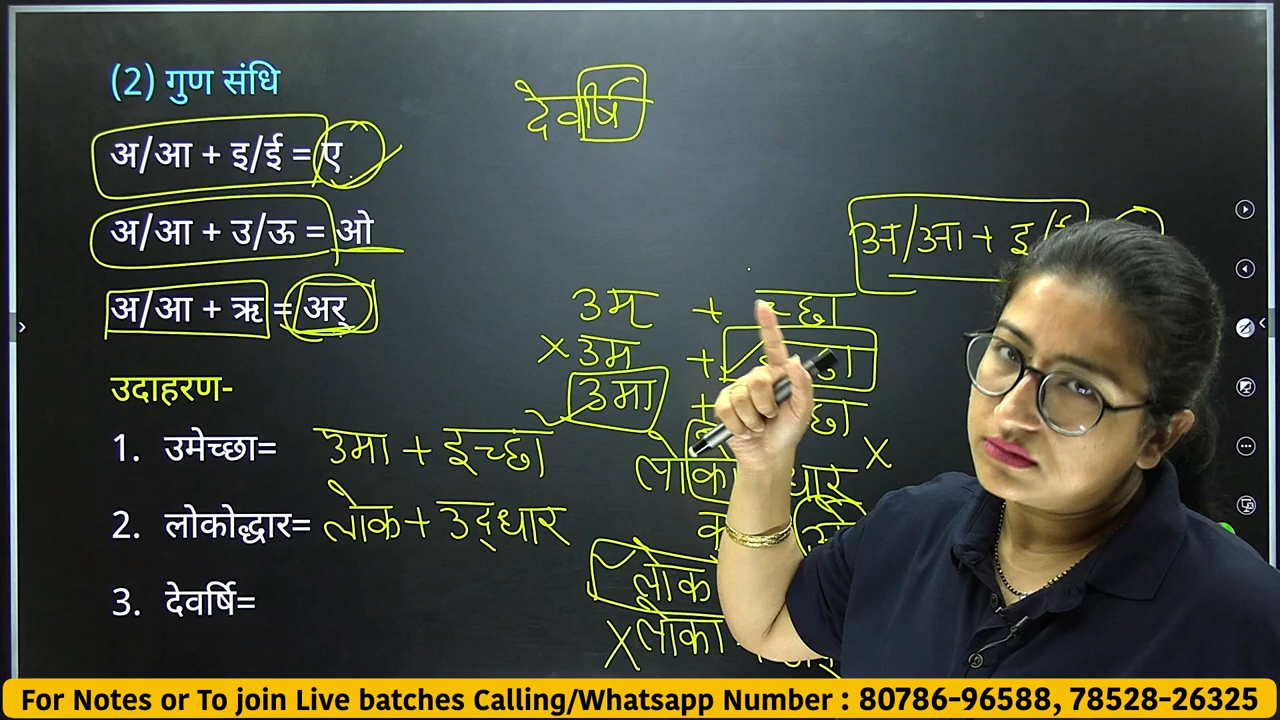 (2) गुण संधि
देवर्षि
अ/आ + इ/ई = ए
अ/आ + उ/ऊ = ओ
अ/आ + इ/
अ/आ + ऋ = अर्
उम् + च्छा
× उम +
उमा +
उदाहरण-
1. उमेच्छा= उमा + इच्छा
×
2. लोकोद्धार= लोक + उद्धार
लोक
3. देवर्षि=
× लोका
For Notes or To join Live batches Calling/Whatsapp Number : 80786-96588, 78528-26325